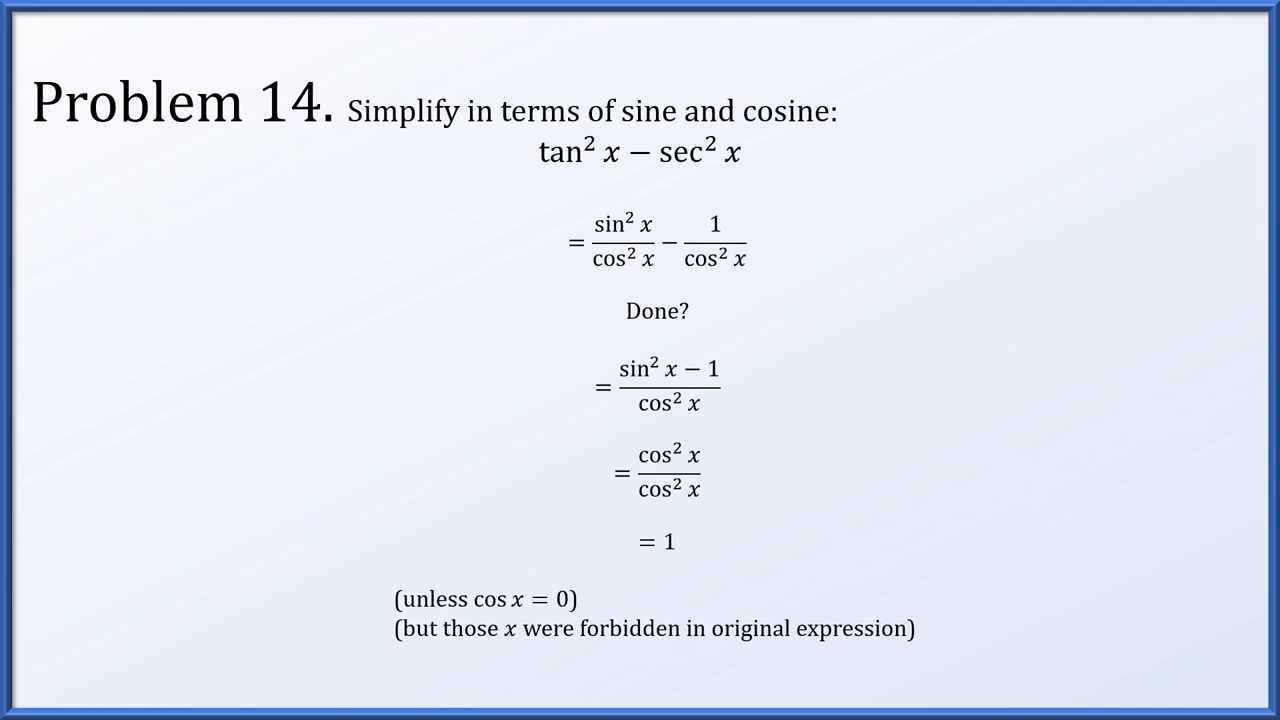 Problem 14. Simplify in terms of sine and cosine:
tan² x − sec² x
= sin² x / cos² x − 1 / cos² x
Done?
= (sin² x − 1) / cos² x
= cos² x / cos² x
= 1
(unless cos x = 0)
(but those x were forbidden in original expression)